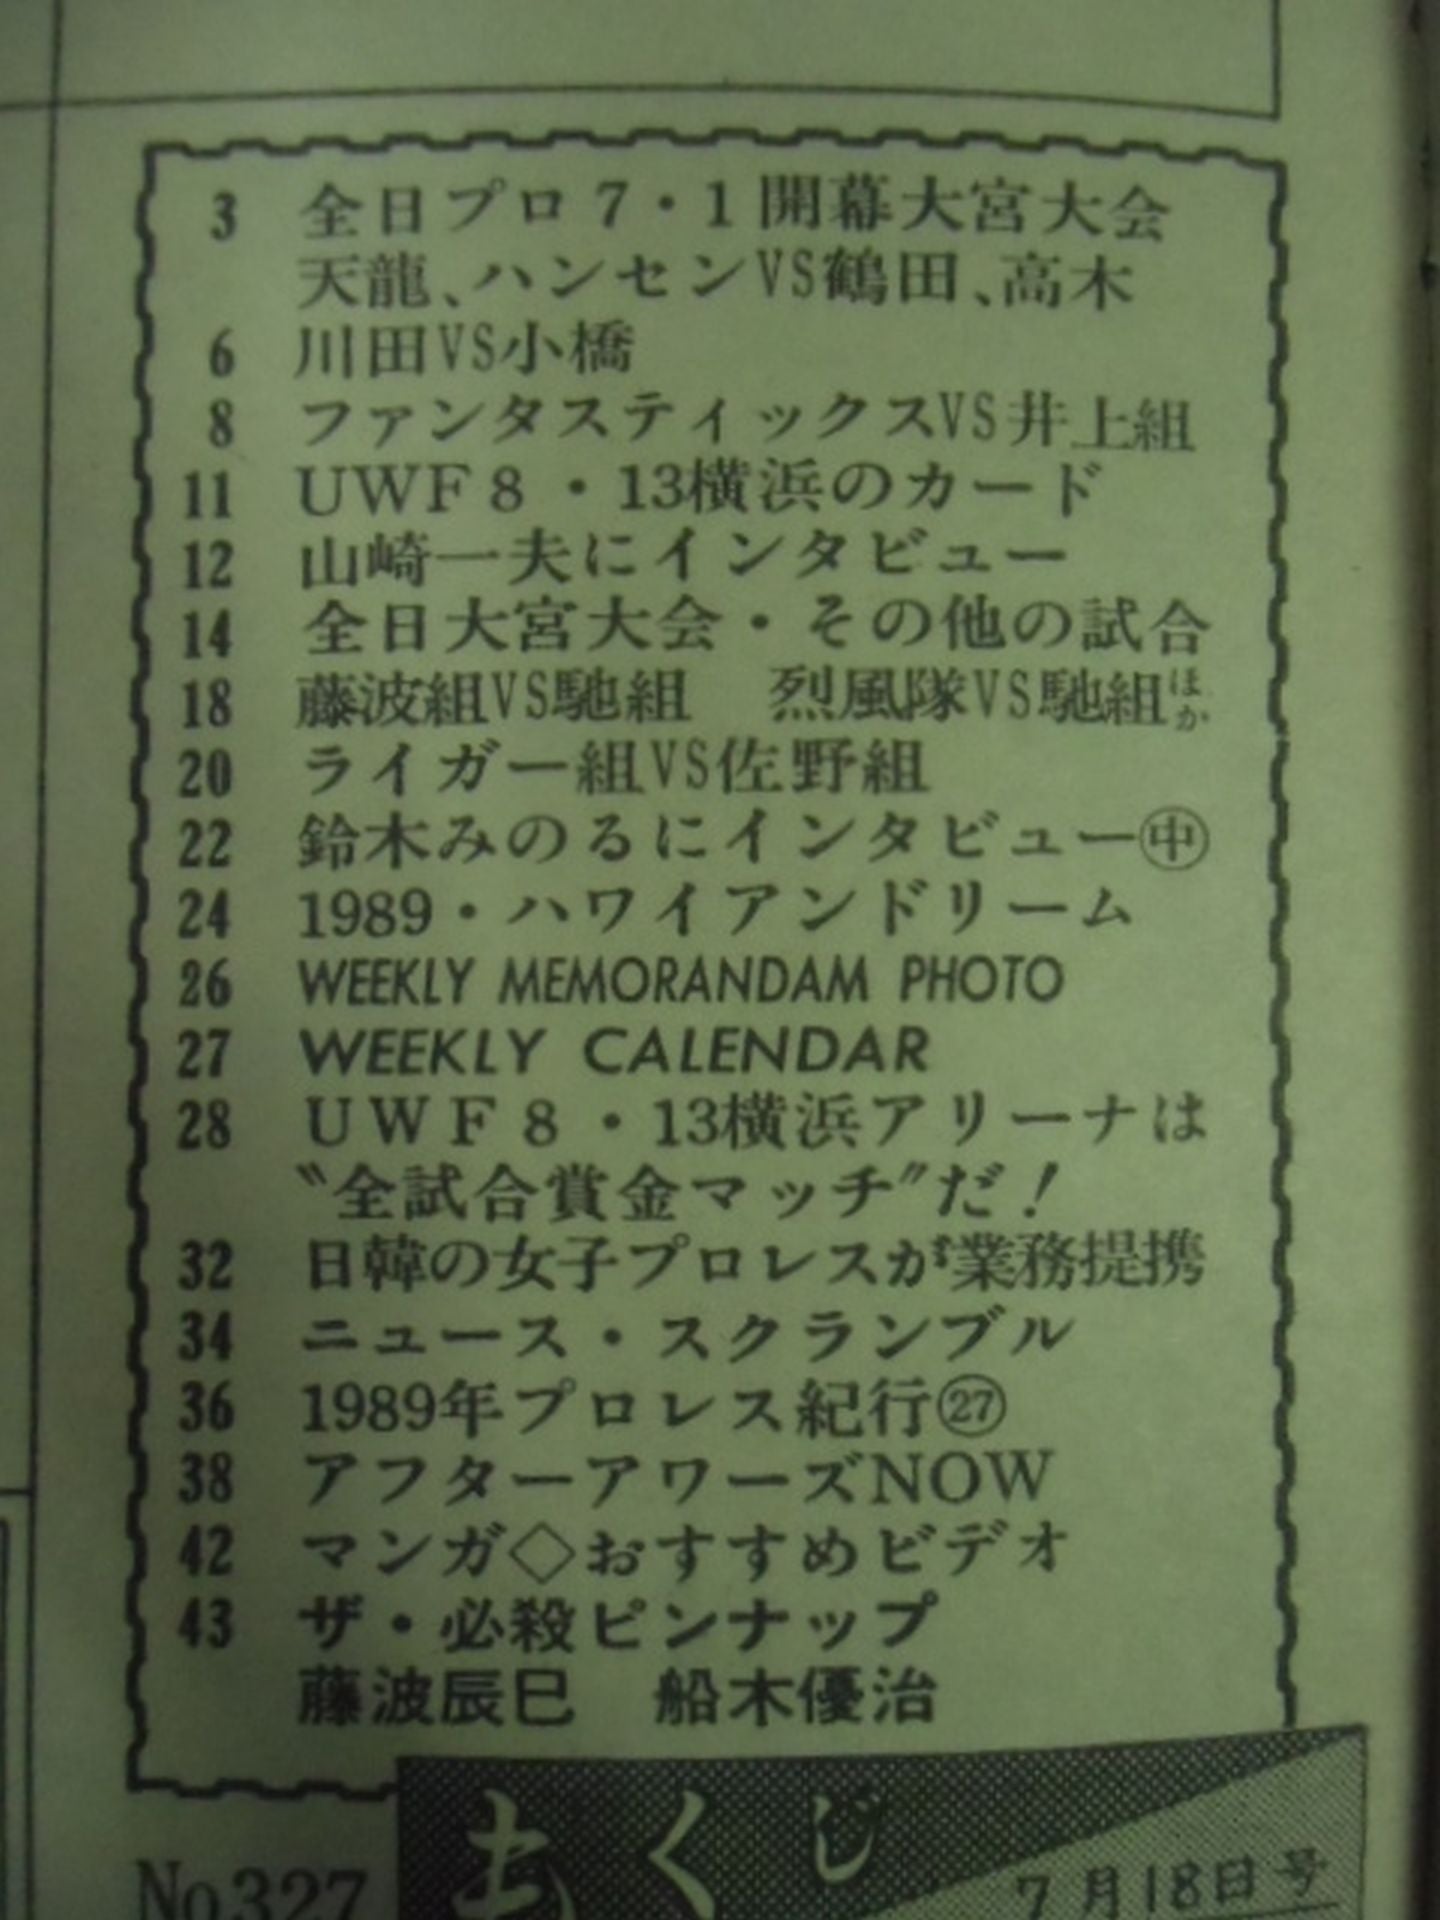 3 全日プロ7・1開幕大宮大会
天龍、ハンセンVS鶴田、高木
6 川田VS小橋
8 ファンタスティックスVS井上組
11 UWF8・13横浜のカード
12 山崎一夫にインタビュー
14 全日大宮大会・その他の試合
18 藤波組VS馳組 烈風隊VS馳組ほか
20 ライガー組VS佐野組
22 鈴木みのるにインタビュー㊥
24 1989・ハワイアンドリーム
26 WEEKLY MEMORANDAM PHOTO
27 WEEKLY CALENDAR
28 UWF8・13横浜アリーナは
〝全試合賞金マッチ〟だ!
32 日韓の女子プロレスが業務提携
34 ニュース・スクランブル
36 1989年プロレス紀行㉗
38 アフターアワーズNOW
42 マンガ◇おすすめビデオ
43 ザ・必殺ピンナップ
藤波辰巳 船木優治
No.327 もくじ 7月18日号